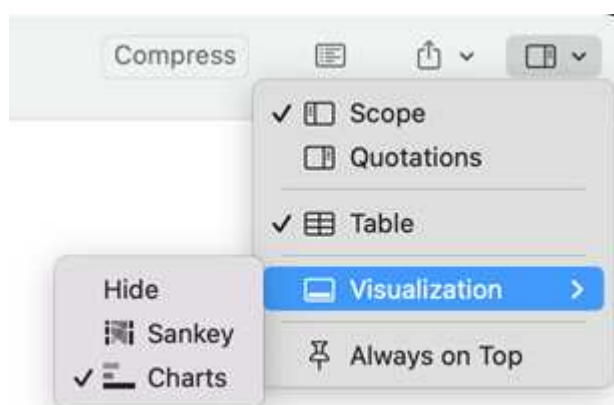 Compress
Scope
Quotations
Table
Visualization
Always on Top
Hide
Sankey
Charts